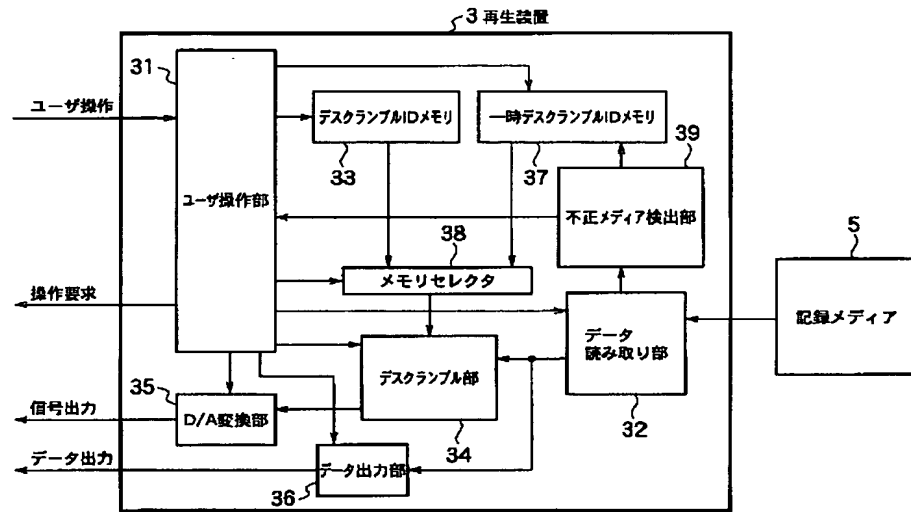 3 再生装置
31
ユーザ操作
ユーザ操作部
デスクランブルIDメモリ
33
一時デスクランブルIDメモリ
37
39
不正メディア検出部
38
メモリセレクタ
5
記録メディア
操作要求
データ
読み取り部
32
デスクランブル部
34
35
D/A変換部
信号出力
データ出力
データ出力部
36